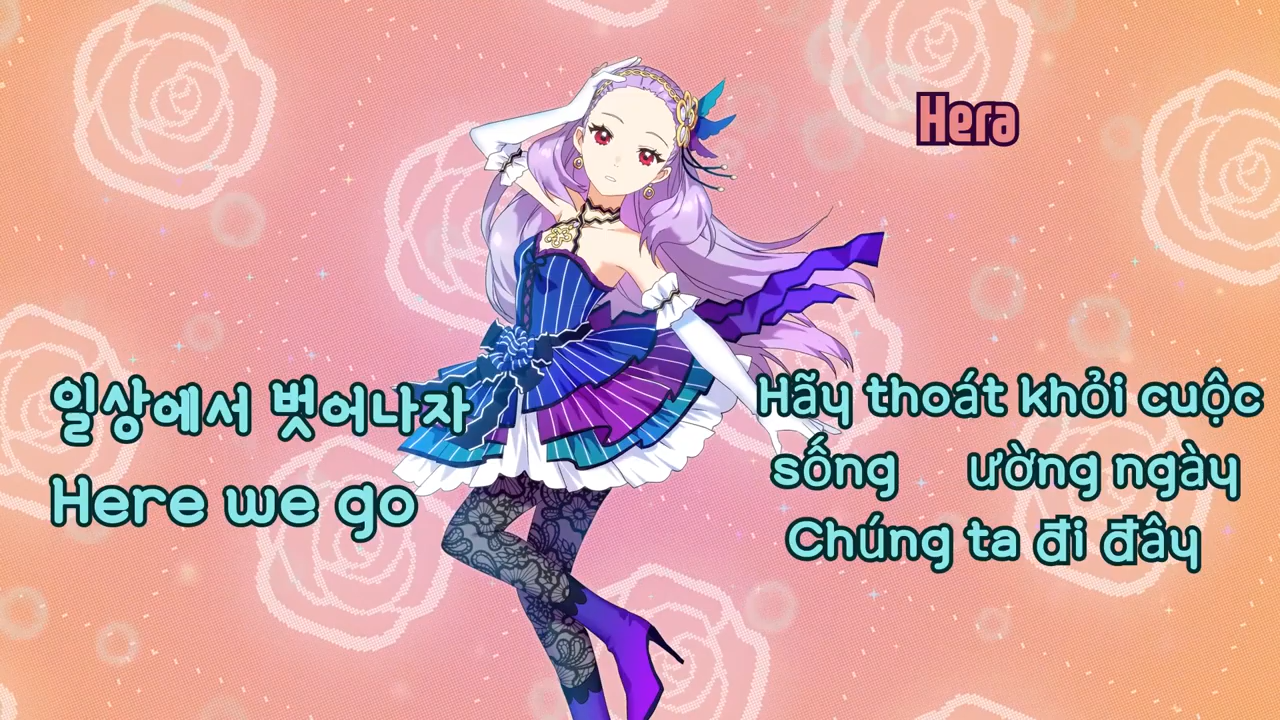 Hera
일상에서 벗어나자
Here we go
Hãy thoát khỏi cuộc
sống ường ngày
Chúng ta đi đây